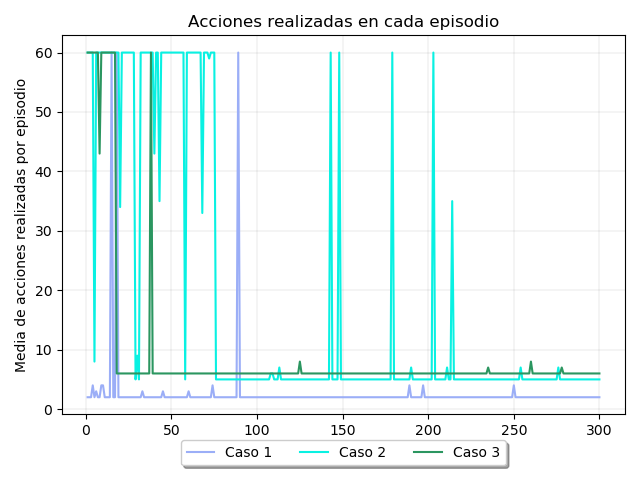 Acciones realizadas en cada episodio
Media de acciones realizadas por episodio
60
50
40
30
20
10
0
0 50 100 150 200 250 300
Caso 1 Caso 2 Caso 3